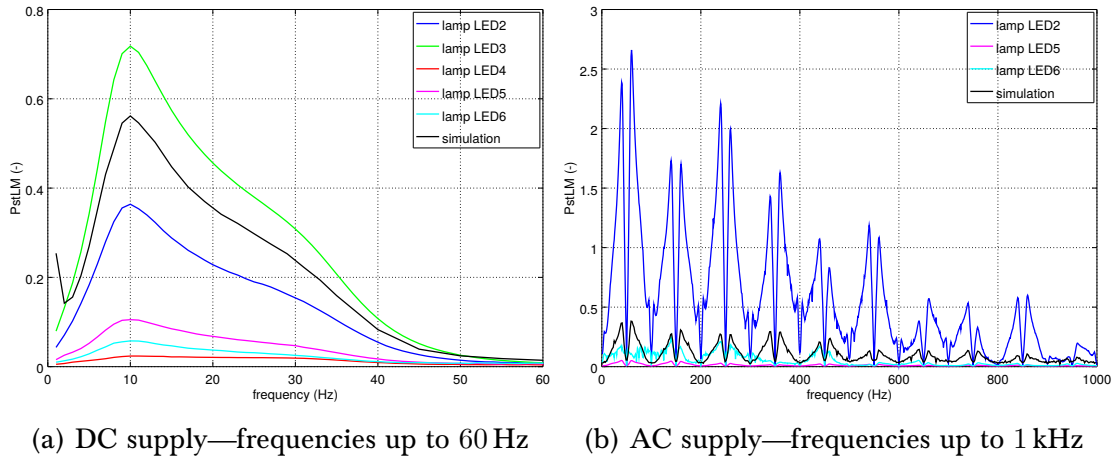 0.8
0.6
0.4
0.2
0
PstLM (-)
0 10 20 30 40 50 60
frequency (Hz)
lamp LED2
lamp LED3
lamp LED4
lamp LED5
lamp LED6
simulation
(a) DC supply—frequencies up to 60 Hz
3
2.5
2
1.5
1
0.5
0
PstLM (-)
0 200 400 600 800 1000
frequency (Hz)
lamp LED2
lamp LED5
lamp LED6
simulation
(b) AC supply—frequencies up to 1 kHz